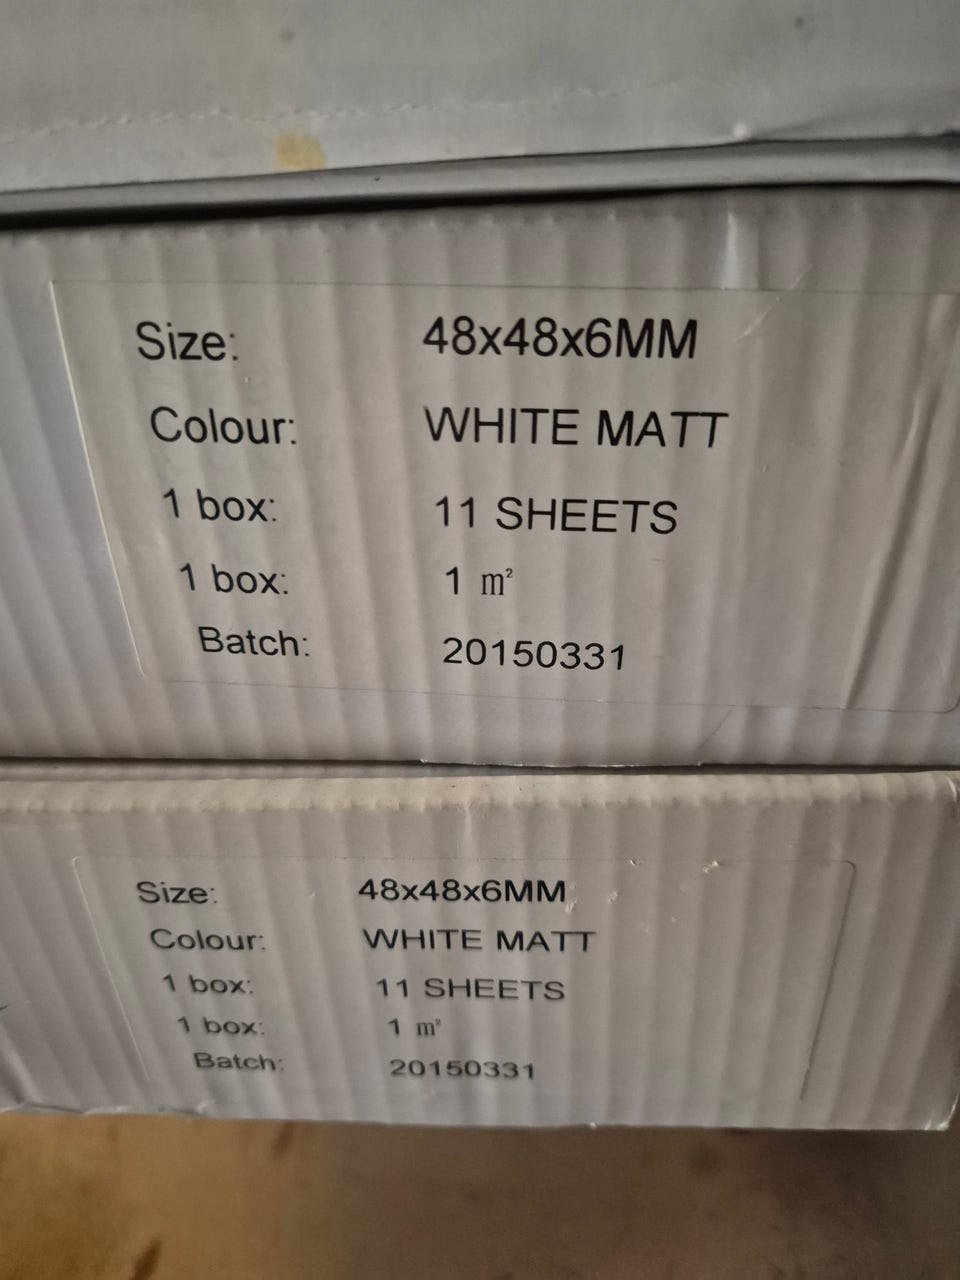 Size: 48x48x6MM
Colour: WHITE MATT
1 box: 11 SHEETS
1 box: 1 ㎡
Batch: 20150331
Size: 48x48x6MM
Colour: WHITE MATT
1 box: 11 SHEETS
1 box: 1 ㎡
Batch: 20150331